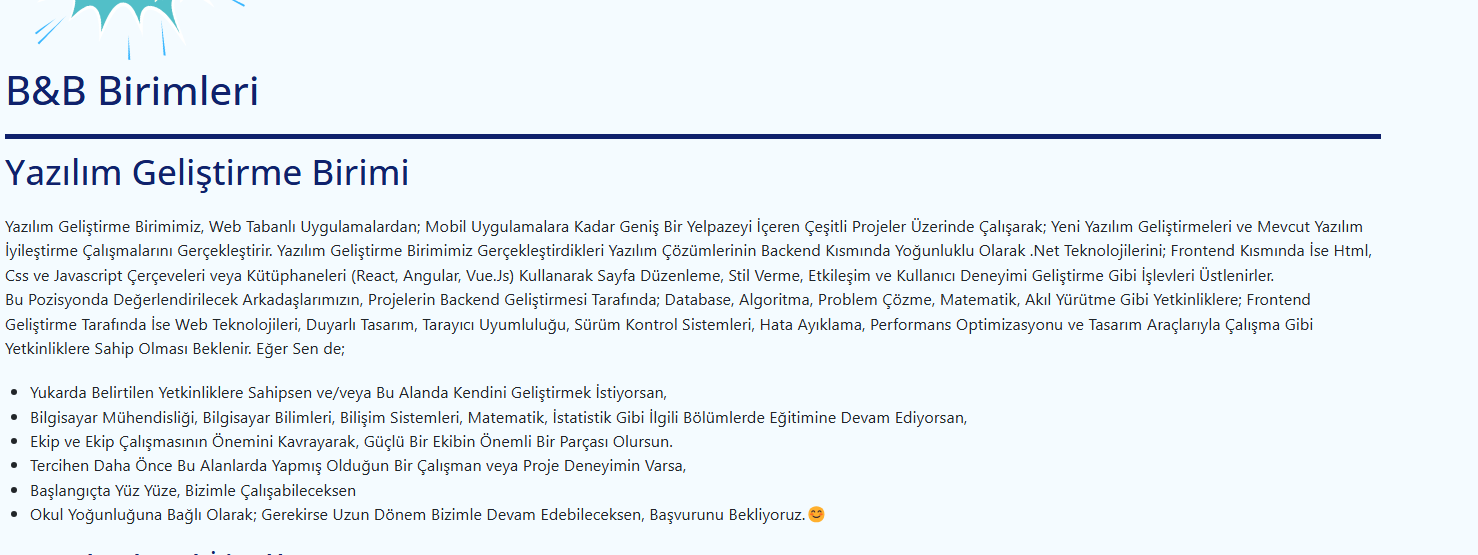 B&B Birimleri
Yazılım Geliştirme Birimi
Yazılım Geliştirme Birimimiz, Web Tabanlı Uygulamalardan; Mobil Uygulamalara Kadar Geniş Bir Yelpazeyi İçeren Çeşitli Projeler Üzerinde Çalışarak; Yeni Yazılım Geliştirmeleri ve Mevcut Yazılım
İyileştirme Çalışmalarını Gerçekleştirir. Yazılım Geliştirme Birimimiz Gerçekleştirdikleri Yazılım Çözümlerinin Backend Kısmında Yoğunluklu Olarak .Net Teknolojilerini; Frontend Kısmında İse Html,
Css ve Javascript Çerçeveleri veya Kütüphaneleri (React, Angular, Vue.Js) Kullanarak Sayfa Düzenleme, Stil Verme, Etkileşim ve Kullanıcı Deneyimi Geliştirme Gibi İşlevleri Üstlenirler.
Bu Pozisyonda Değerlendirilecek Arkadaşlarımızın, Projelerin Backend Geliştirmesi Tarafında; Database, Algoritma, Problem Çözme, Matematik, Akıl Yürütme Gibi Yetkinliklere; Frontend
Geliştirme Tarafında İse Web Teknolojileri, Duyarlı Tasarım, Tarayıcı Uyumluluğu, Sürüm Kontrol Sistemleri, Hata Ayıklama, Performans Optimizasyonu ve Tasarım Araçlarıyla Çalışma Gibi
Yetkinliklere Sahip Olması Beklenir. Eğer Sen de;
• Yukarda Belirtilen Yetkinliklere Sahipsen ve/veya Bu Alanda Kendini Geliştirmek İstiyorsan,
• Bilgisayar Mühendisliği, Bilgisayar Bilimleri, Bilişim Sistemleri, Matematik, İstatistik Gibi İlgili Bölümlerde Eğitimine Devam Ediyorsan,
• Ekip ve Ekip Çalışmasının Önemini Kavrayarak, Güçlü Bir Ekibin Önemli Bir Parçası Olursun.
• Tercihen Daha Önce Bu Alanlarda Yapmış Olduğun Bir Çalışman veya Proje Deneyimin Varsa,
• Başlangıçta Yüz Yüze, Bizimle Çalışabileceksen
• Okul Yoğunluğuna Bağlı Olarak; Gerekirse Uzun Dönem Bizimle Devam Edebileceksen, Başvurunu Bekliyoruz.😊